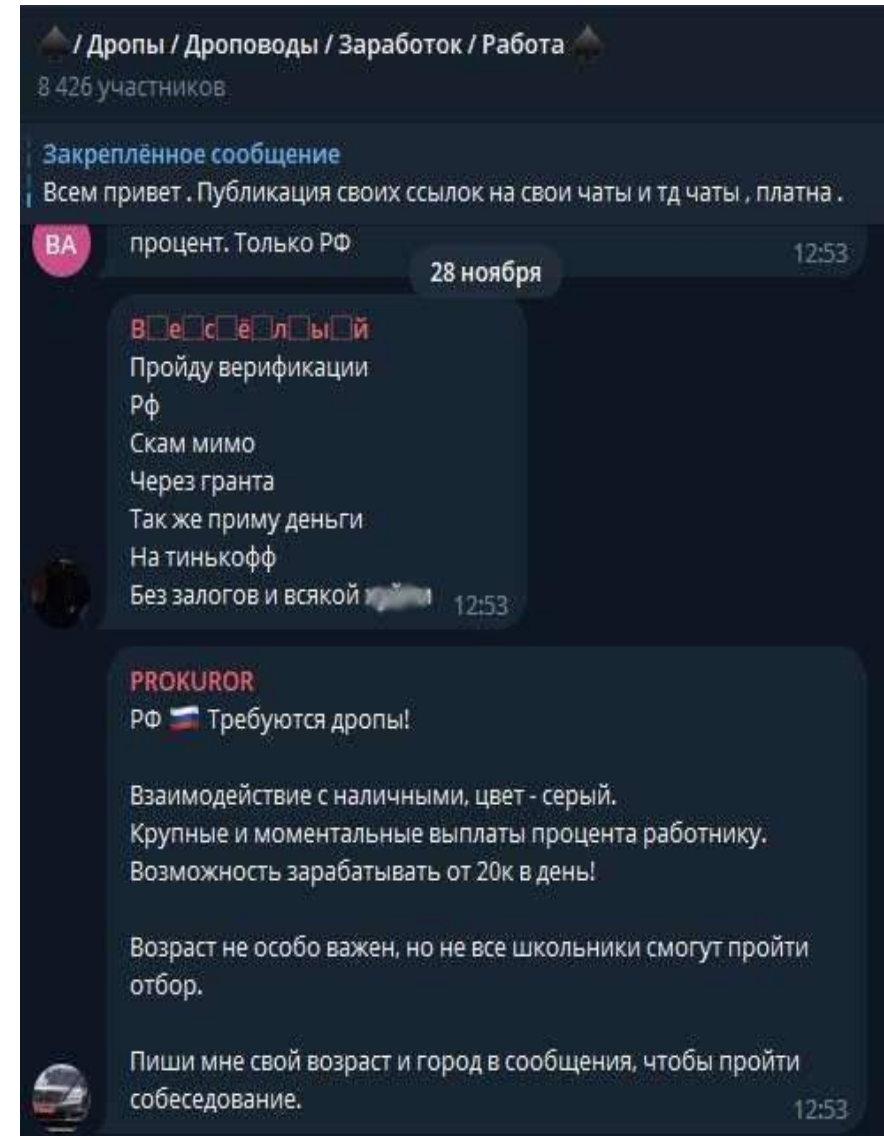 / Дропы / Дроповоды / Заработок / Работа
8 426 участников
Закреплённое сообщение
Всем привет . Публикация своих ссылок на свои чаты и тд чаты , платна .
ВА
процент. Только РФ
12:53
28 ноября
Весёлый
Пройду верификации
Рф
Скам мимо
Через гранта
Так же приму деньги
На тинькофф
Без залогов и всякой
12:53
PROKUROR
РФ Требуются дропы!
Взаимодействие с наличными, цвет - серый.
Крупные и моментальные выплаты процента работнику.
Возможность зарабатывать от 20к в день!
Возраст не особо важен, но не все школьники смогут пройти
отбор.
Пиши мне свой возраст и город в сообщения, чтобы пройти
собеседование.
12:53